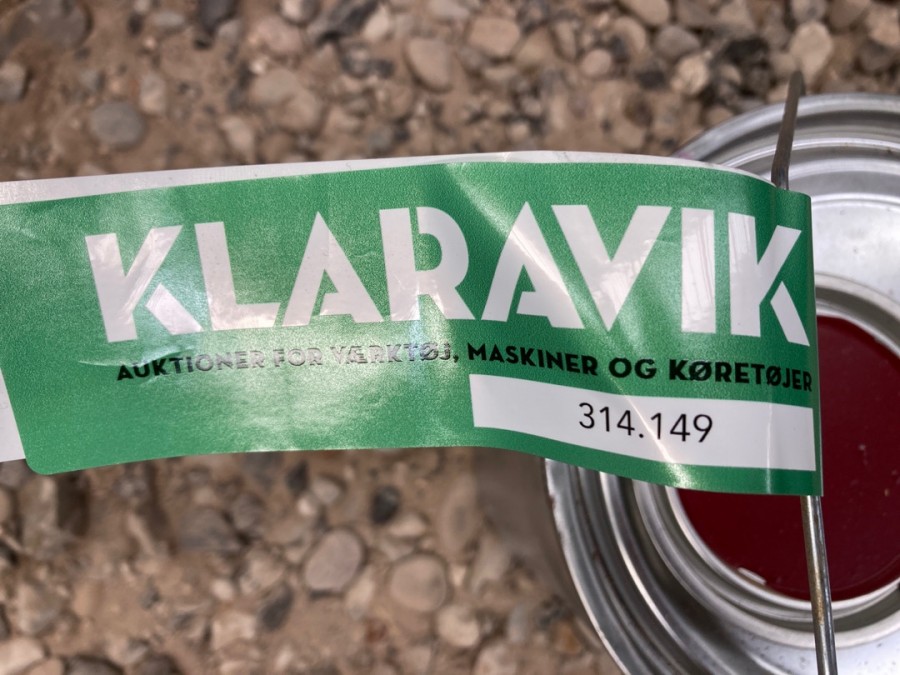 KLARAVIK
AUKTIONER FOR VÆRKTØJ, MASKINER OG KØRETØJER
314.149